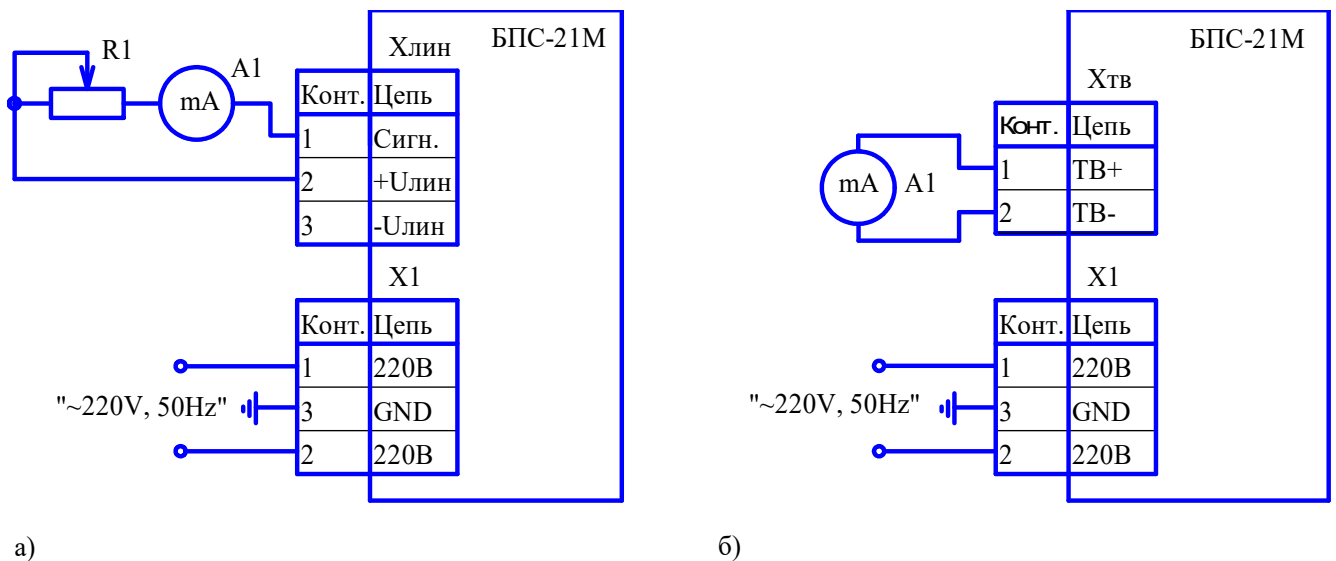 БПС-21М
Хлин
R1
A1
mA
Конт. Цепь
1 Сигн.
2 +Uлин
3 -Uлин
X1
Конт. Цепь
1 220В
"~220V, 50Hz" 3 GND
2 220В
а)
БПС-21М
Хтв
Конт. Цепь
mA A1
1 ТВ+
2 ТВ-
X1
Конт. Цепь
1 220В
"~220V, 50Hz" 3 GND
2 220В
б)